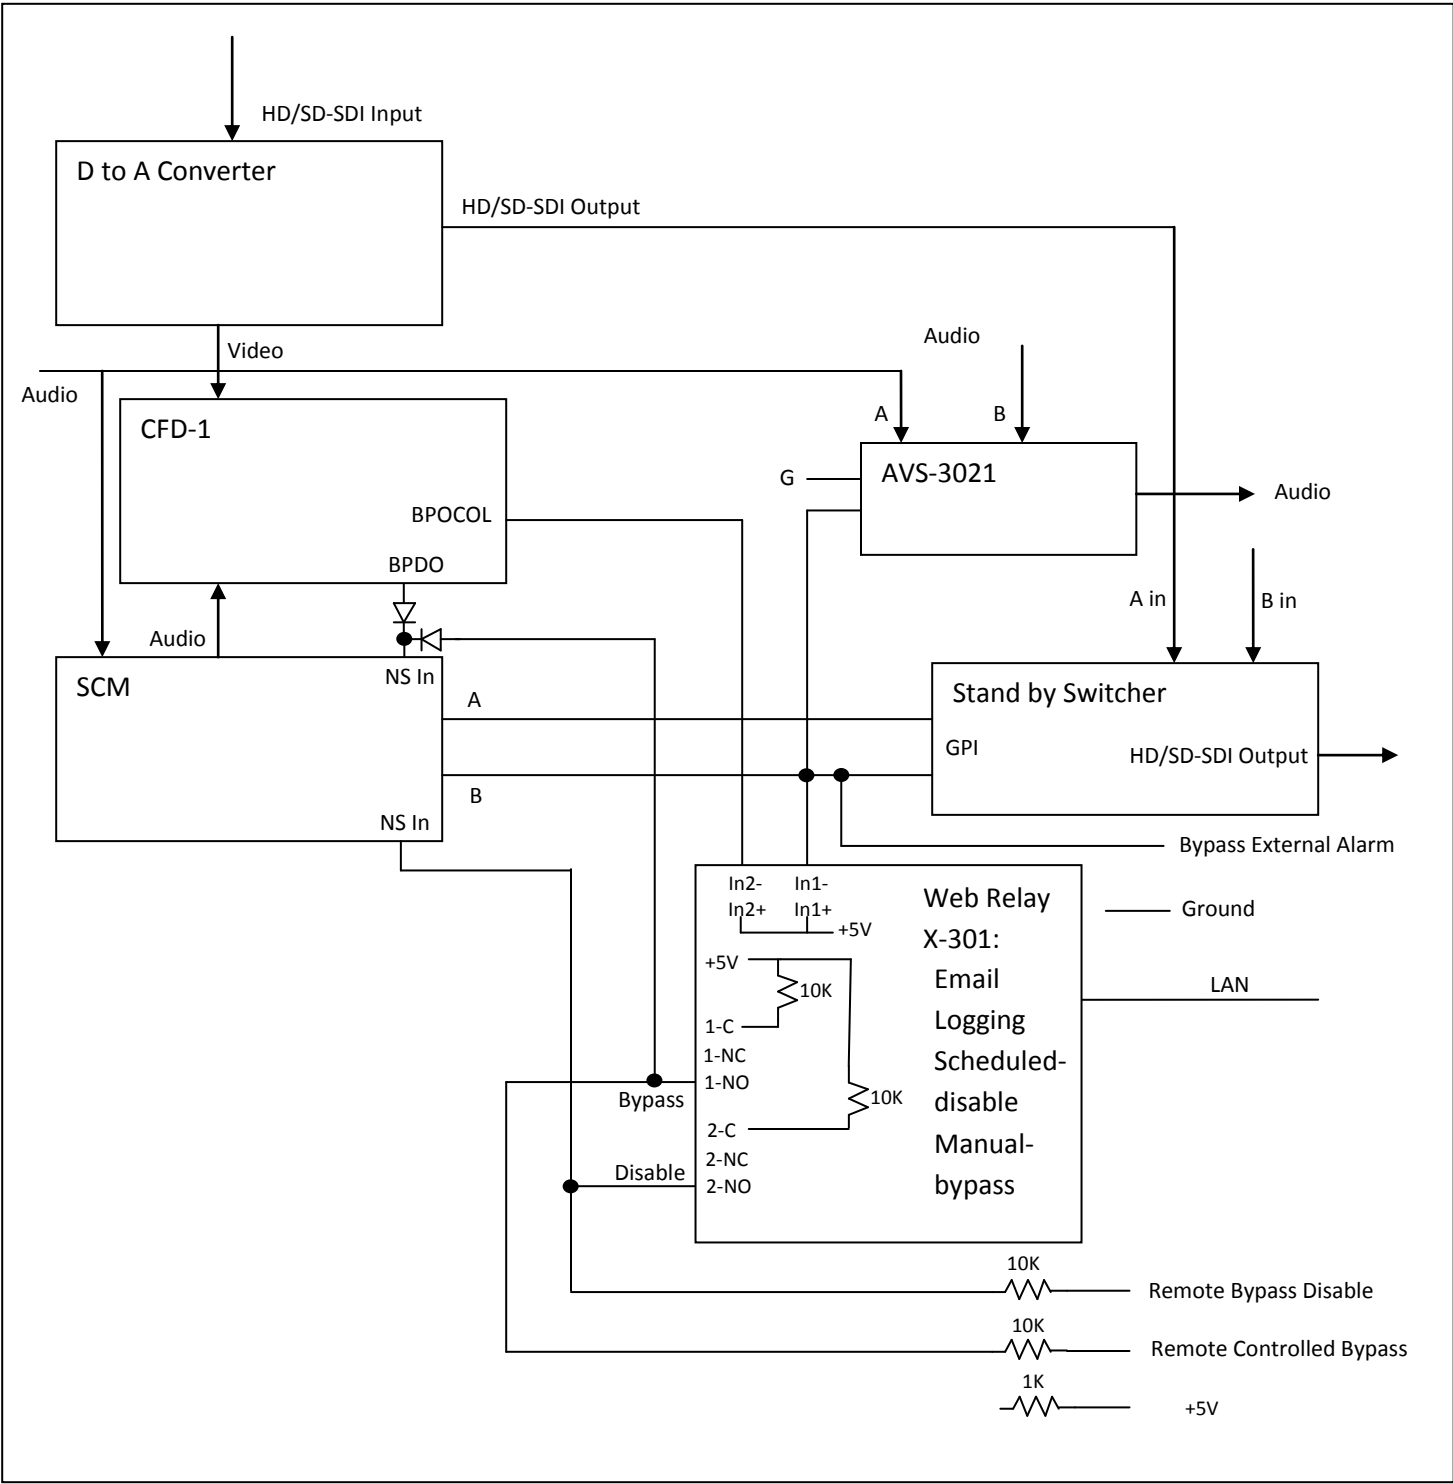 HD/SD-SDI Input
D to A Converter
HD/SD-SDI Output
Video
Audio
Audio
A
B
CFD-1
AVS-3021
G
Audio
BPOCOL
BPDO
A in
B in
Audio
NS In
SCM
A
Stand by Switcher
GPI
HD/SD-SDI Output
B
NS In
Bypass External Alarm
In2-
In1-
In2+
In1+
+5V
Web Relay
X-301:
Email
Logging
Scheduled-
disable
Manual-
bypass
Ground
LAN
+5V
10K
1-C
1-NC
1-NO
Bypass
10K
2-C
2-NC
2-NO
Disable
10K
Remote Bypass Disable
10K
Remote Controlled Bypass
1K
+5V